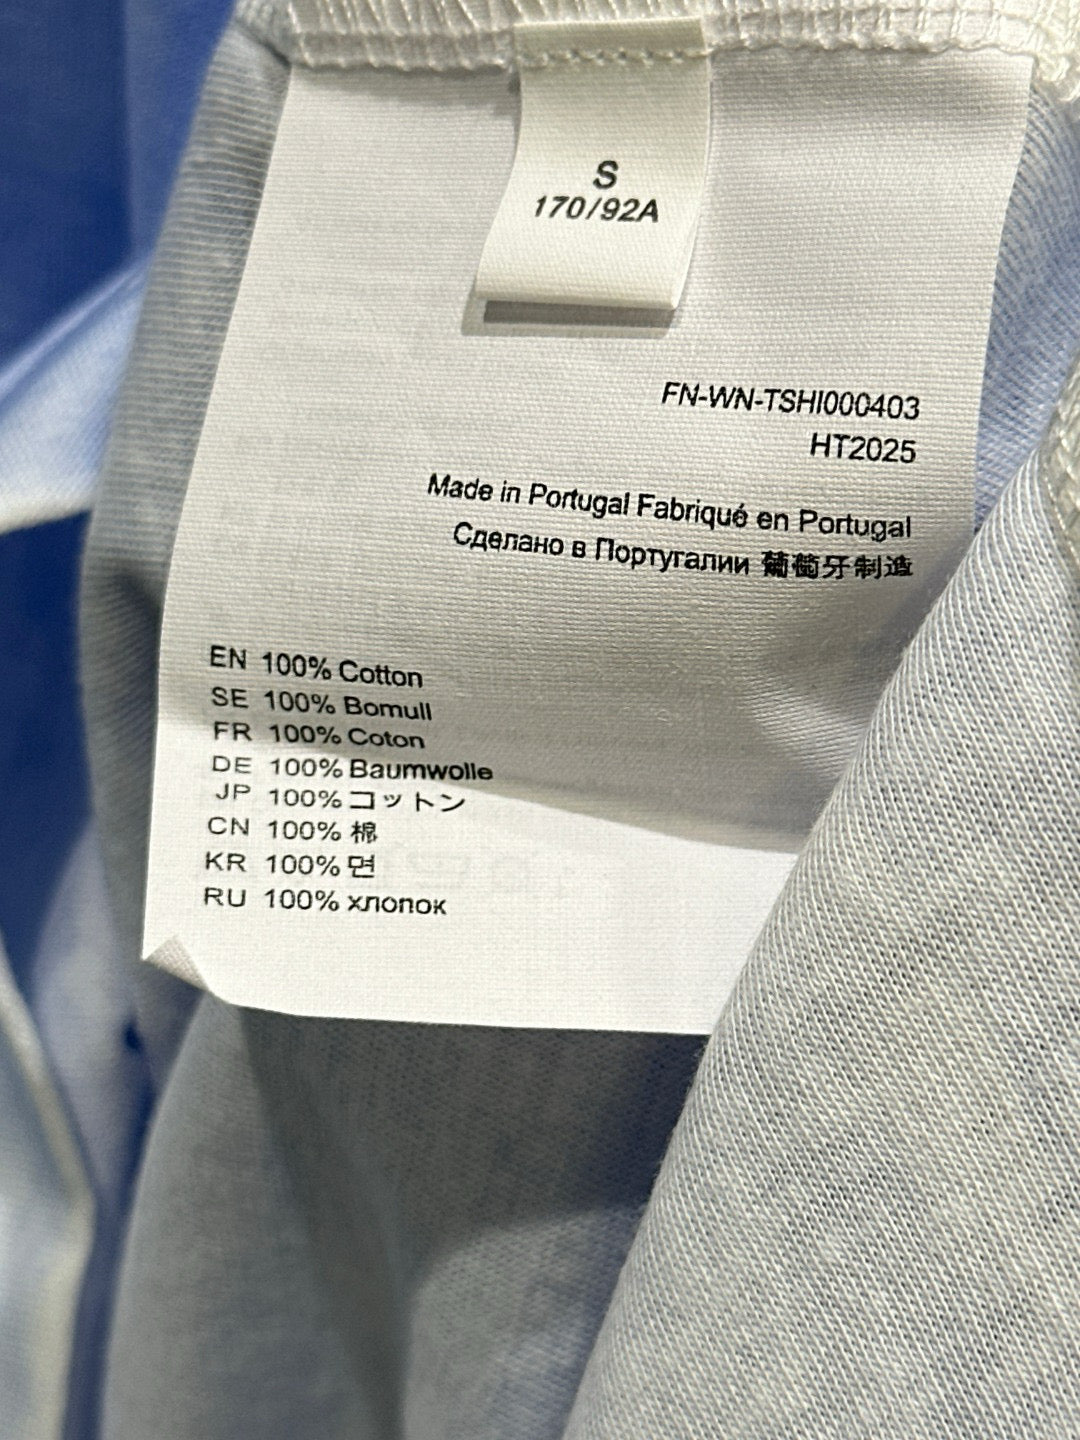 S
170/92A
FN-WN-TSHI000403
HT2025
Made in Portugal Fabriqué en Portugal
Сделано в Португалии 葡萄牙制造
EN 100% Cotton
SE 100% Bomull
FR 100% Coton
DE 100% Baumwolle
JP 100% コットン
CN 100% 棉
KR 100% 면
RU 100% хлопок